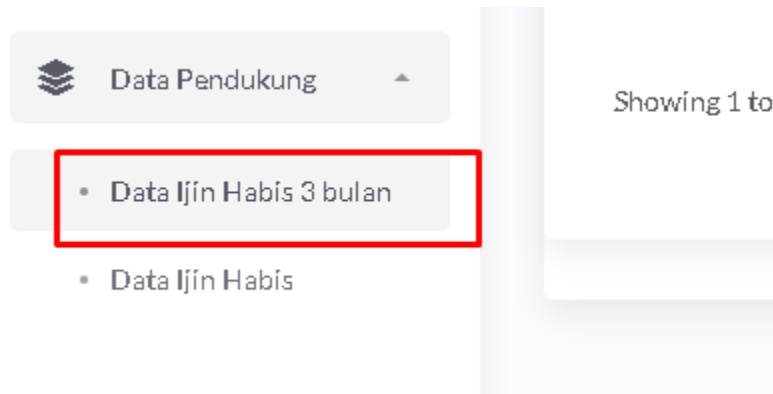 Data Pendukung
Showing 1 to
Data Ijin Habis 3 bulan
Data Ijin Habis